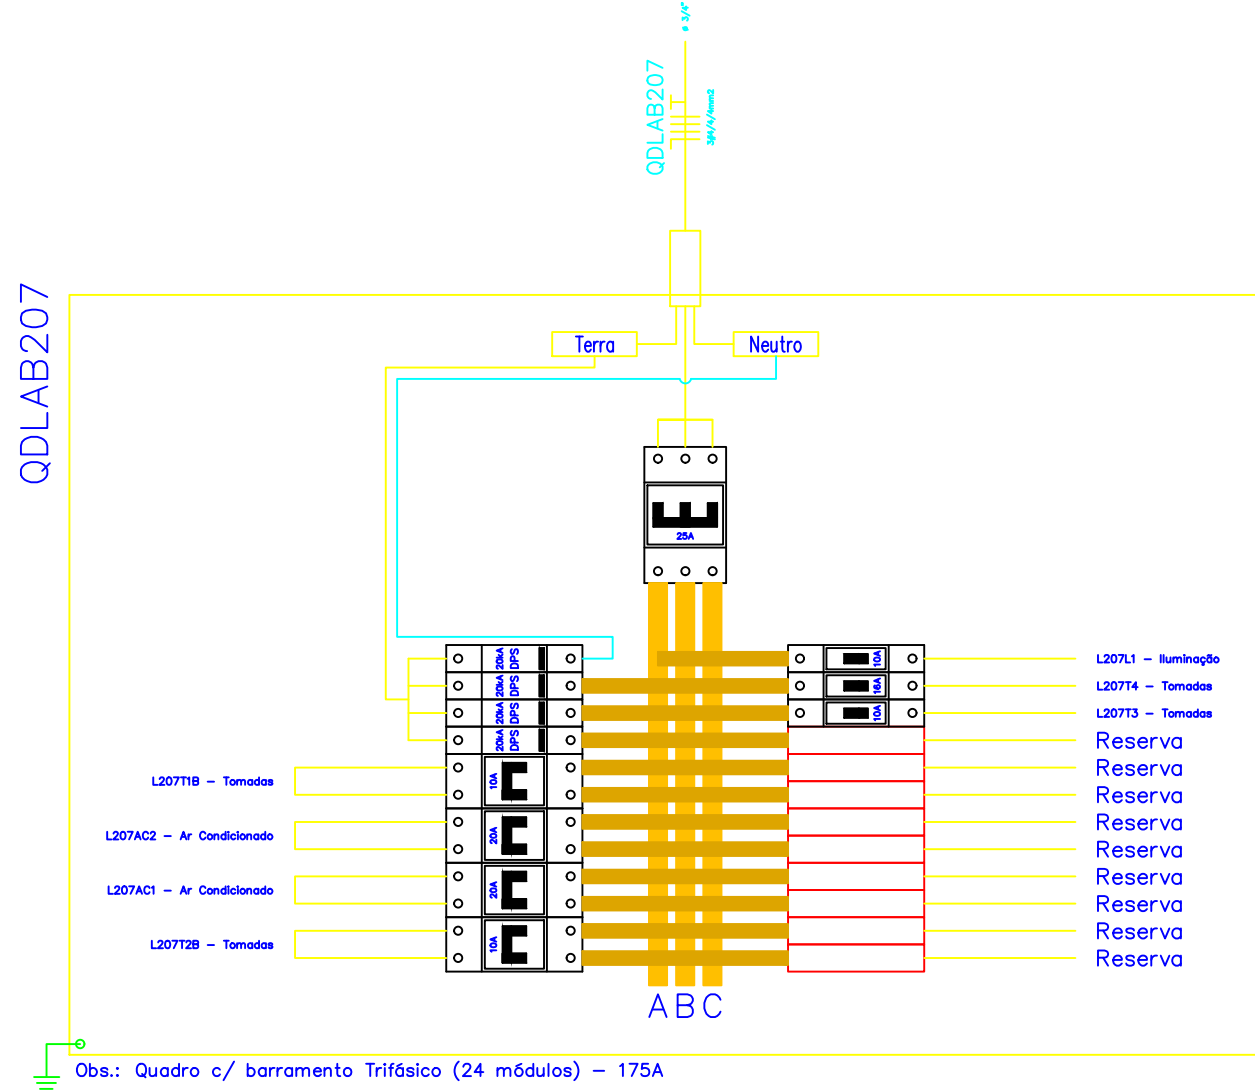 ø 3/4"
QDLAB207
3#4/4/4mm2
QDLAB207
Terra
Neutro
25A
20kA
DPS
10A
L207L1 - Iluminação
20kA
DPS
16A
L207T4 - Tomadas
20kA
DPS
10A
L207T3 - Tomadas
20kA
DPS
Reserva
L207T1B - Tomadas
10A
Reserva
Reserva
L207AC2 - Ar Condicionado
20A
Reserva
Reserva
L207AC1 - Ar Condicionado
20A
Reserva
Reserva
L207T2B - Tomadas
10A
Reserva
Reserva
A B C
Obs.: Quadro c/ barramento Trifásico (24 módulos) - 175A